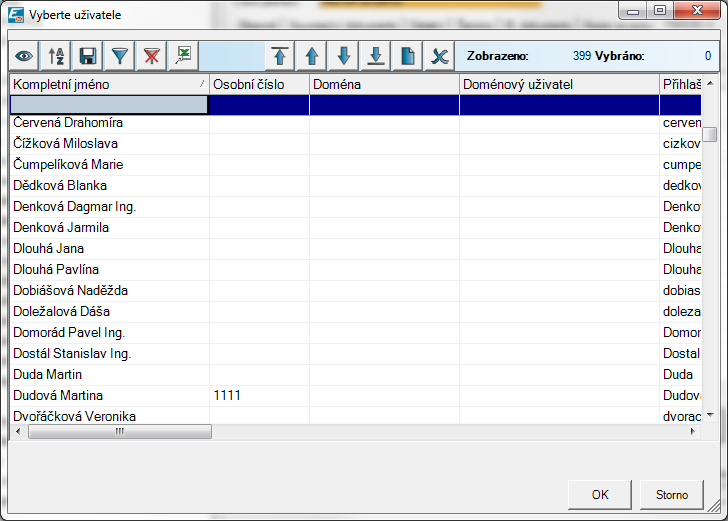 Vyberte uživatele
Zobrazeno: 399 Vybráno: 0
Kompletní jméno Osobní číslo Doména Doménový uživatel Přihlaš
Červená Drahomíra cerven
Čížková Miloslava cizkov
Čumpelíková Marie cumpe
Dědková Blanka dedkov
Denková Dagmar Ing. Denko
Denková Jarmila Denkov
Dlouhá Jana Dlouha
Dlouhá Pavlína Dlouha
Dobiášová Naděžda dobias
Doležalová Dáša doleza
Domorád Pavel Ing. Domor
Dostál Stanislav Ing. Dostal
Duda Martin Duda
Dudová Martina 1111 Dudov
Dvořáčková Veronika dvorac
OK Storno